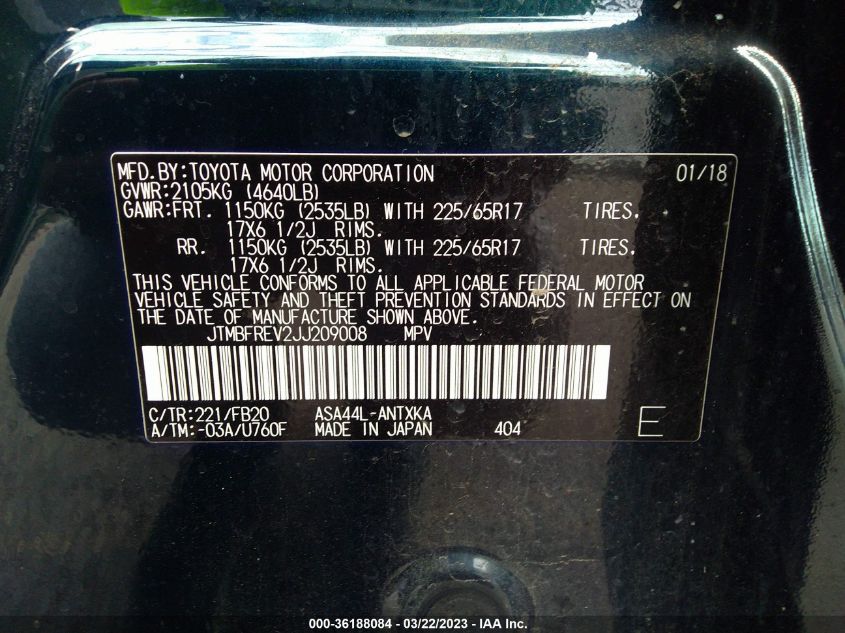 MFD.BY:TOYOTA MOTOR CORPORATION 01/18
GVWR:2105KG (4640LB)
GAWR:FRT. 1150KG (2535LB) WITH 225/65R17 TIRES.
17X6 1/2J RIMS.
RR. 1150KG (2535LB) WITH 225/65R17 TIRES.
17X6 1/2J RIMS.
THIS VEHICLE CONFORMS TO ALL APPLICABLE FEDERAL MOTOR
VEHICLE SAFETY AND THEFT PREVENTION STANDARDS IN EFFECT ON
THE DATE OF MANUFACTURE SHOWN ABOVE.
JTMBFREV2JJ209008 MPV
C/TR:221/FB20 ASA44L-ANTXKA
A/TM:-03A/U760F MADE IN JAPAN 404 E
000-36188084 - 03/22/2023 - IAA Inc.